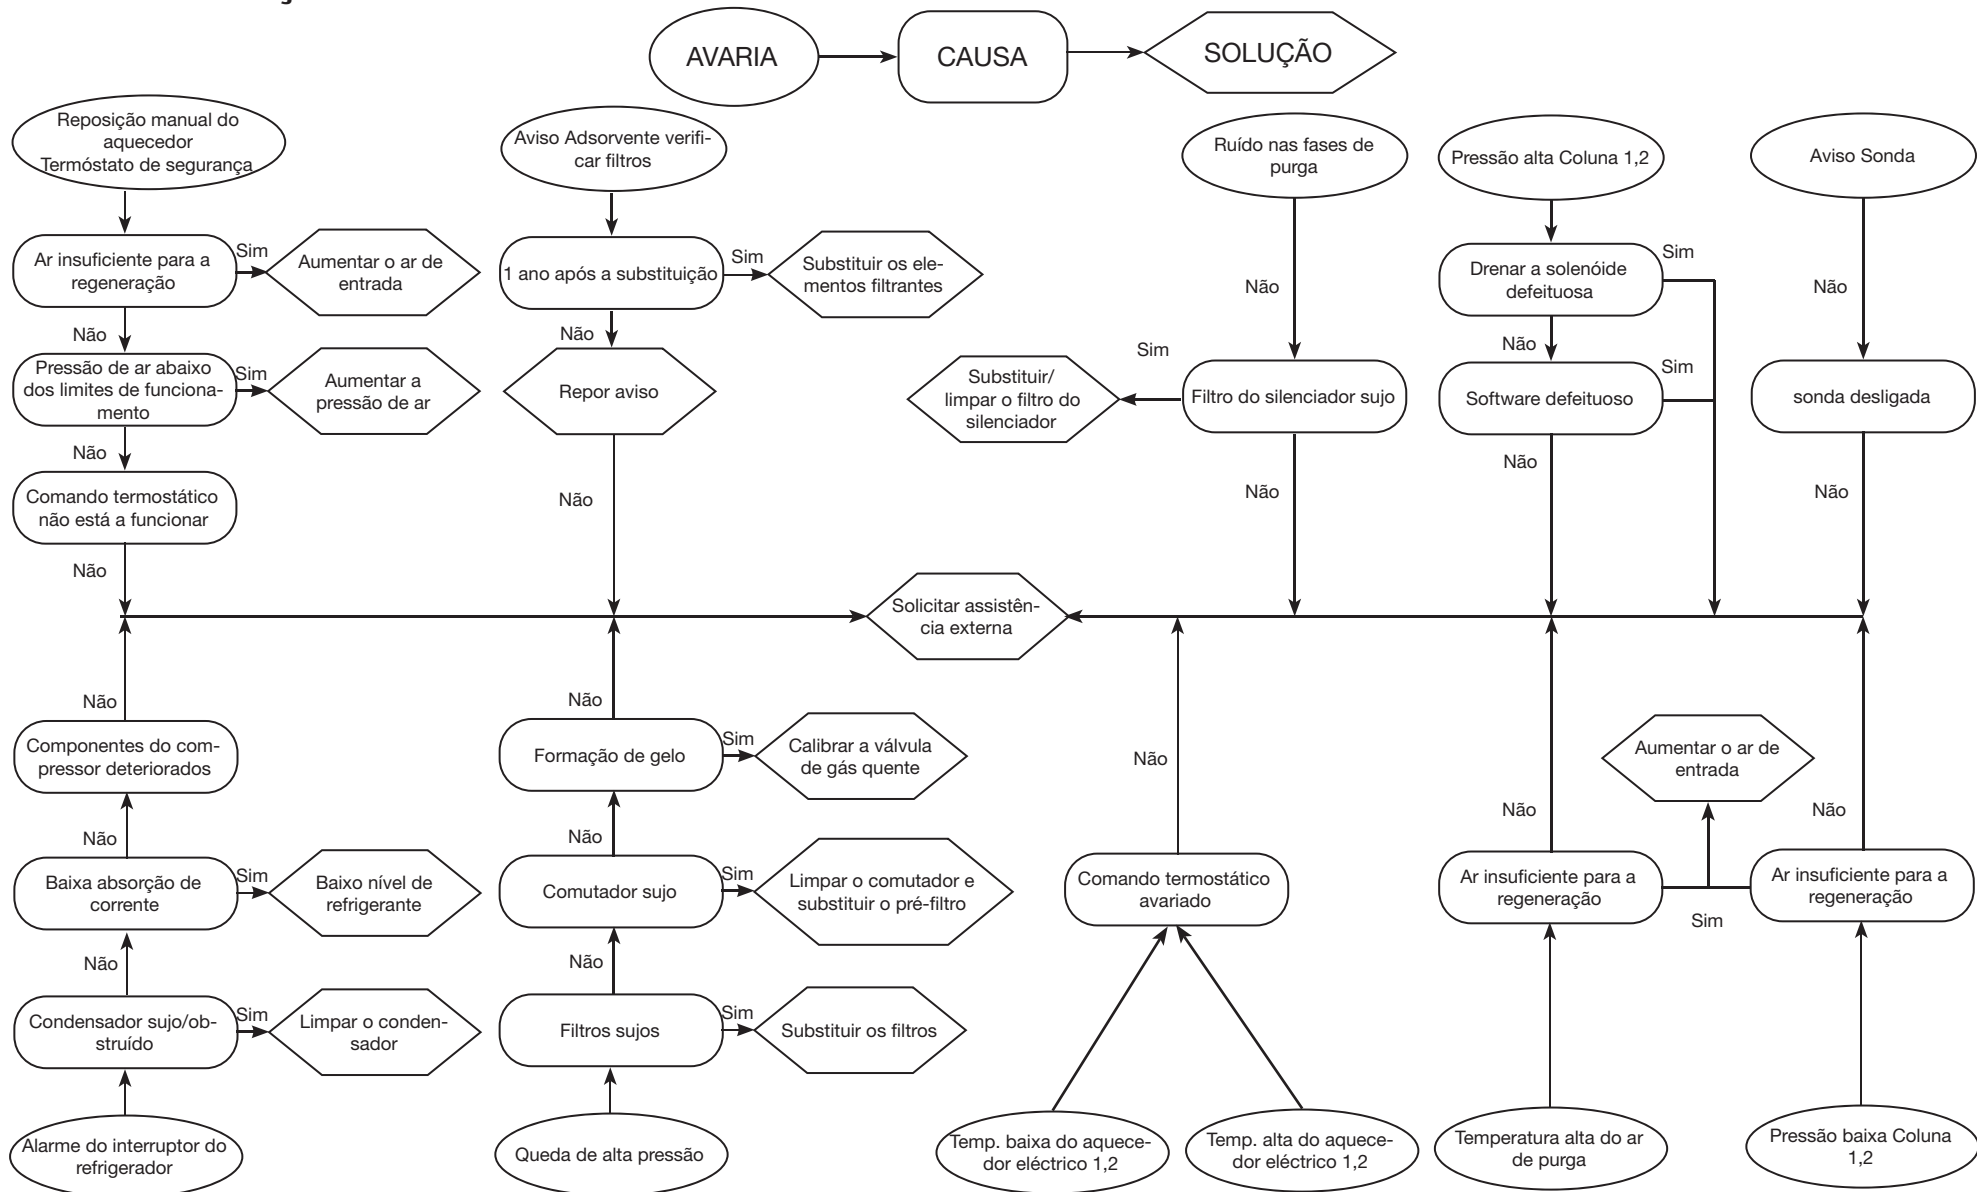 AVARIA
CAUSA
SOLUÇÃO
Reposição manual do
aquecedor
Termóstato de segurança
Aviso Adsorvente verifi-
car filtros
Ruído nas fases de
purga
Pressão alta Coluna 1,2
Aviso Sonda
Ar insuficiente para a
regeneração
Sim
Aumentar o ar de
entrada
1 ano após a substituição
Sim
Substituir os ele-
mentos filtrantes
Não
Drenar a solenóide
defeituosa
Sim
Não
Não
Não
Não
Pressão de ar abaixo
dos limites de funciona-
mento
Sim
Aumentar a
pressão de ar
Repor aviso
Substituir/
limpar o filtro do
silenciador
Sim
Filtro do silenciador sujo
Software defeituoso
Sim
sonda desligada
Não
Comando termostático
não está a funcionar
Não
Não
Não
Não
Não
Solicitar assistên-
cia externa
Não
Não
Componentes do com-
pressor deteriorados
Formação de gelo
Sim
Calibrar a válvula
de gás quente
Não
Aumentar o ar de
entrada
Não
Não
Não
Não
Baixa absorção de
corrente
Sim
Baixo nível de
refrigerante
Comutador sujo
Sim
Limpar o comutador e
substituir o pré-filtro
Comando termostático
avariado
Ar insuficiente para a
regeneração
Sim
Ar insuficiente para a
regeneração
Não
Não
Condensador sujo/ob-
struído
Sim
Limpar o conden-
sador
Filtros sujos
Sim
Substituir os filtros
Alarme do interruptor do
refrigerador
Queda de alta pressão
Temp. baixa do aquece-
dor eléctrico 1,2
Temp. alta do aquece-
dor eléctrico 1,2
Temperatura alta do ar
de purga
Pressão baixa Coluna
1,2